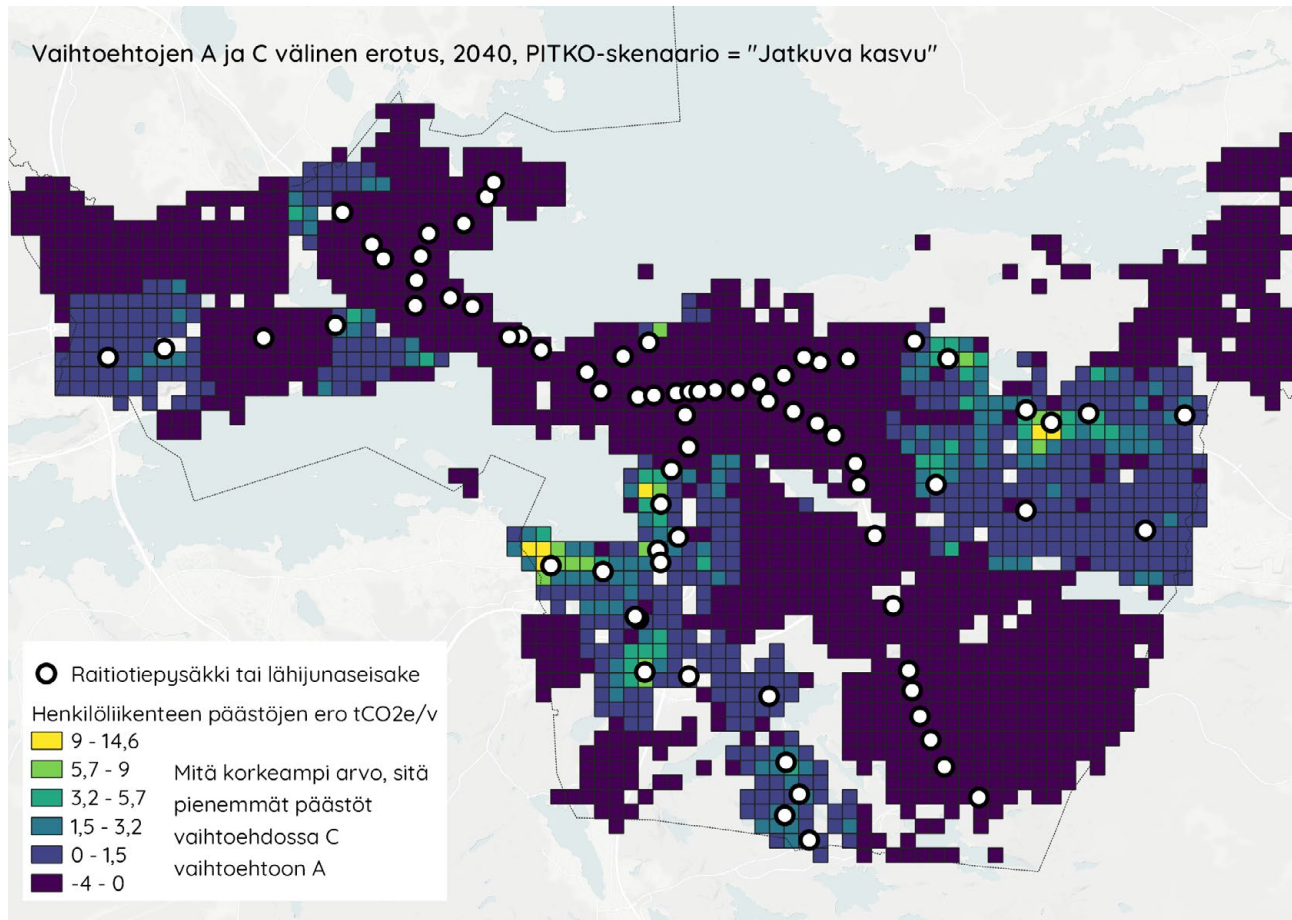 Vaihtoehtojen A ja C välinen erotus, 2040, PITKO-skenaario = "Jatkuva kasvu"
Raitiotiepysäkki tai lähijunaseisake
Henkilöliikenteen päästöjen ero tCO2e/v
9 - 14,6
5,7 - 9
3,2 - 5,7
1,5 - 3,2
0 - 1,5
-4 - 0
Mitä korkeampi arvo, sitä
pienemmät päästöt
vaihtoehdossa C
vaihtoehtoon A